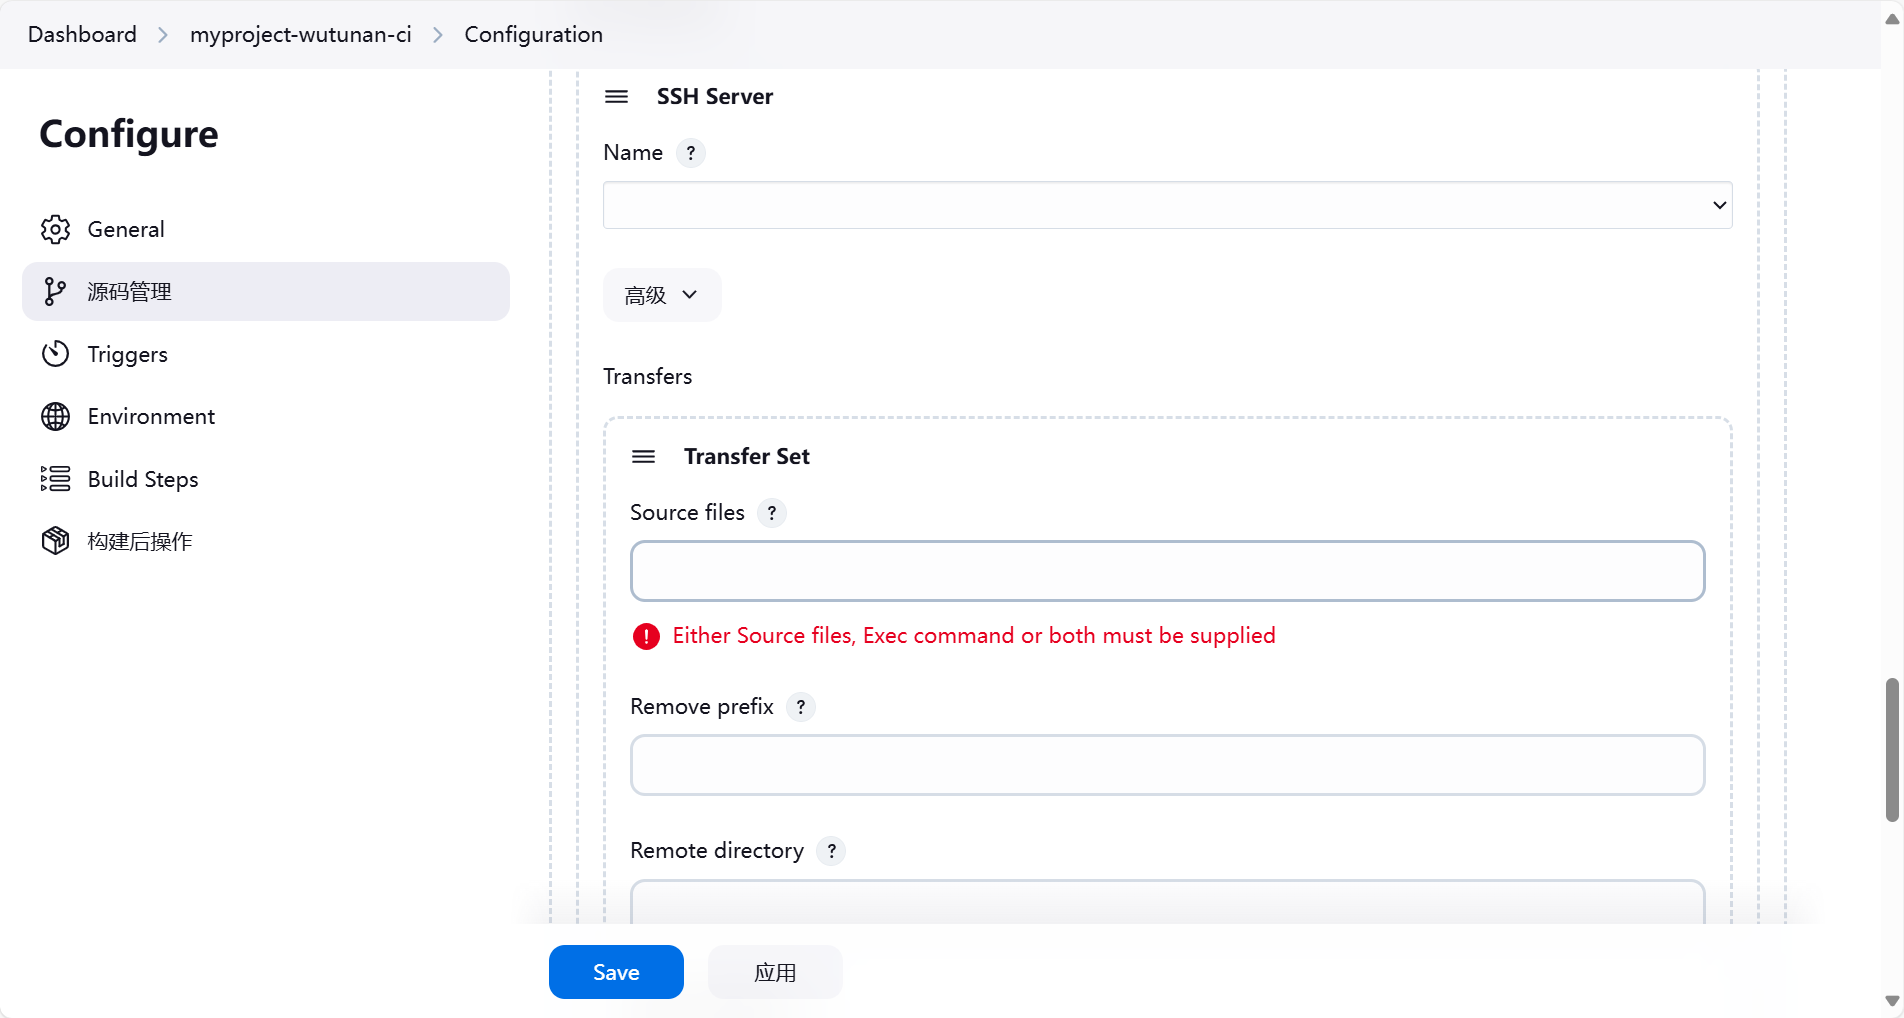 Dashboard > myproject-wutunan-ci > Configuration
Configure
General
源码管理
Triggers
Environment
Build Steps
构建后操作
SSH Server
Name ?
高级
Transfers
Transfer Set
Source files ?
! Either Source files, Exec command or both must be supplied
Remove prefix ?
Remote directory ?
Save
应用